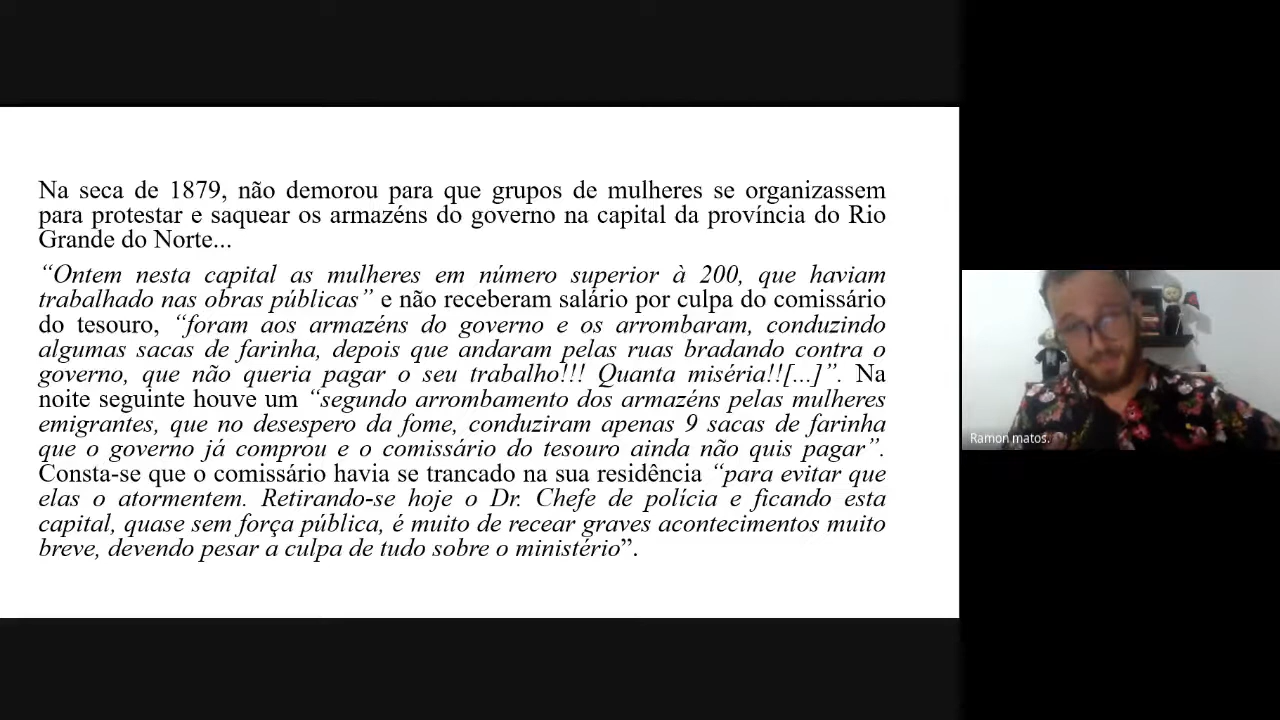 Na seca de 1879, não demorou para que grupos de mulheres se organizassem
para protestar e saquear os armazéns do governo na capital da província do Rio
Grande do Norte...
“Ontem nesta capital as mulheres em número superior à 200, que haviam
trabalhado nas obras públicas” e não receberam salário por culpa do comissário
do tesouro, “foram aos armazéns do governo e os arrombaram, conduzindo
algumas sacas de farinha, depois que andaram pelas ruas bradando contra o
governo, que não queria pagar o seu trabalho!!! Quanta miséria!![...]”. Na
noite seguinte houve um “segundo arrombamento dos armazéns pelas mulheres
emigrantes, que no desespero da fome, conduziram apenas 9 sacas de farinha
que o governo já comprou e o comissário do tesouro ainda não quis pagar”.
Consta-se que o comissário havia se trancado na sua residência “para evitar que
elas o atormentem. Retirando-se hoje o Dr. Chefe de polícia e ficando esta
capital, quase sem força pública, é muito de recear graves acontecimentos muito
breve, devendo pesar a culpa de tudo sobre o ministério”.
Ramon matos.